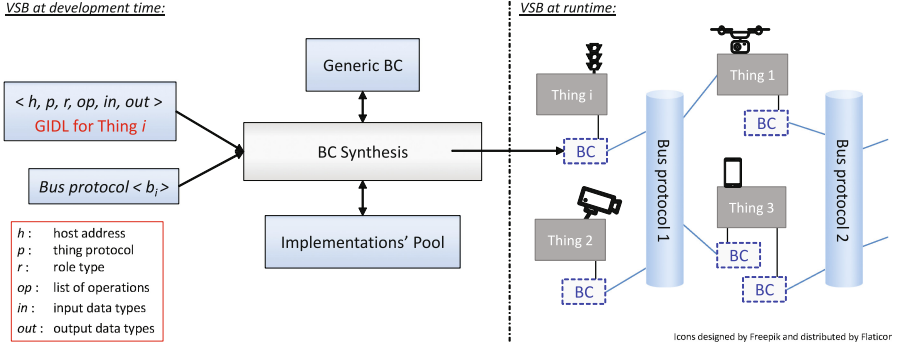 VSB at development time:
VSB at runtime:
Generic BC
< h, p, r, op, in, out >
GIDL for Thing i
BC Synthesis
Bus protocol < bi >
Implementations' Pool
h : host address
p : thing protocol
r : role type
op : list of operations
in : input data types
out : output data types
Thing i
BC
Thing 2
BC
Bus protocol 1
Thing 1
BC
Thing 3
BC
BC
Bus protocol 2
Icons designed by Freepik and distributed by Flaticor